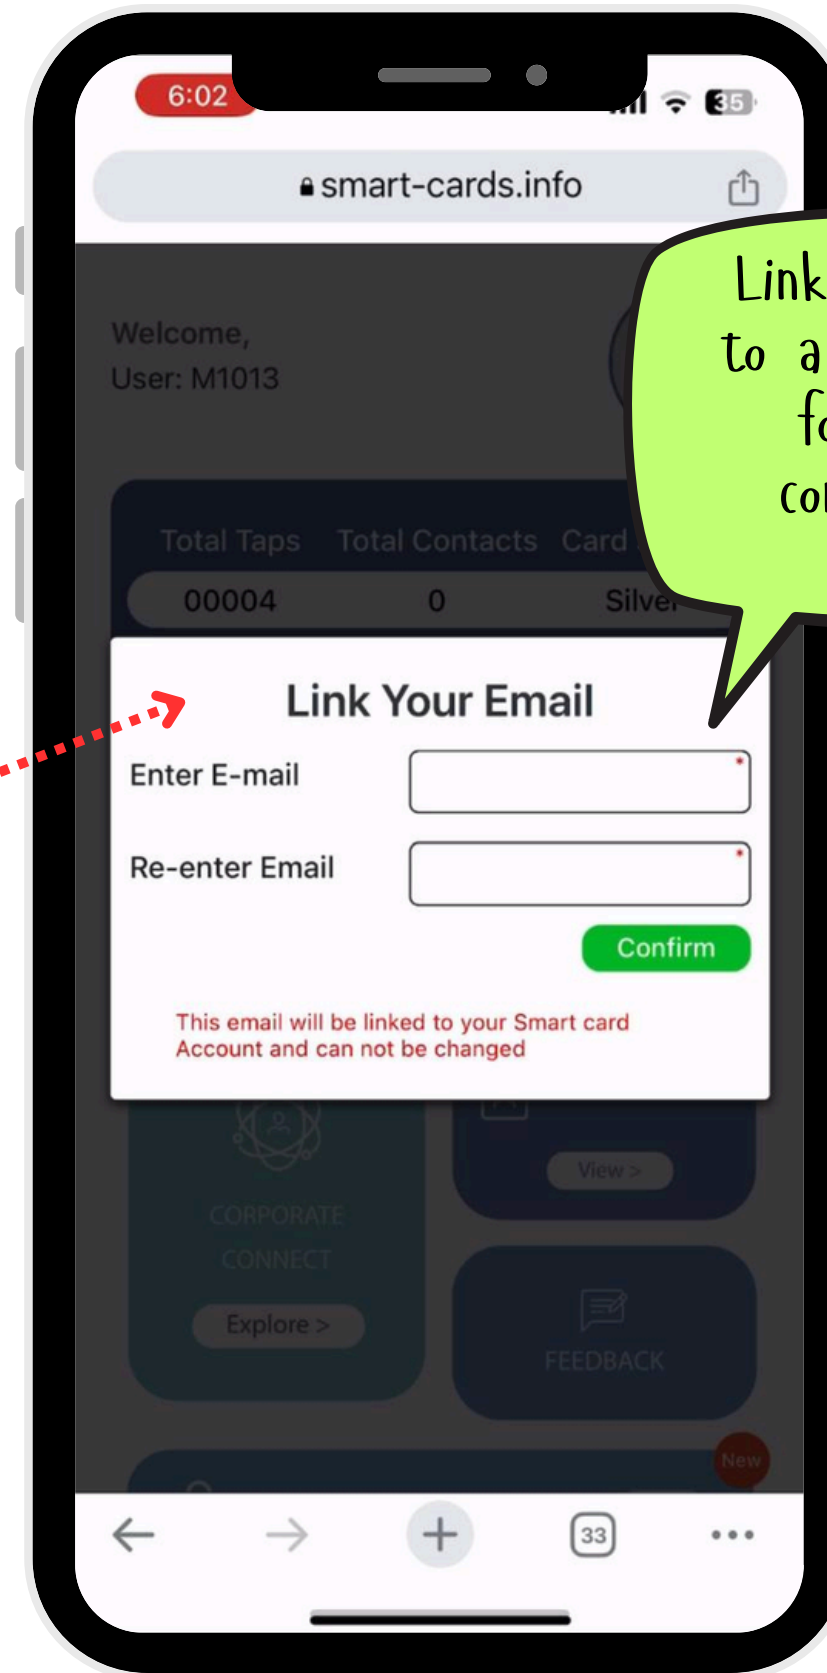 6:02
35
smart-cards.info
Link
to a
Welcome,
User: M1013
Total Taps Total Contacts Card
00004 0 Silver
Link Your Email
Enter E-mail *
Re-enter Email *
Confirm
This email will be linked to your Smart card
Account and can not be changed
View >
CORPORATE
CONNECT
Explore >
FEEDBACK
New
33